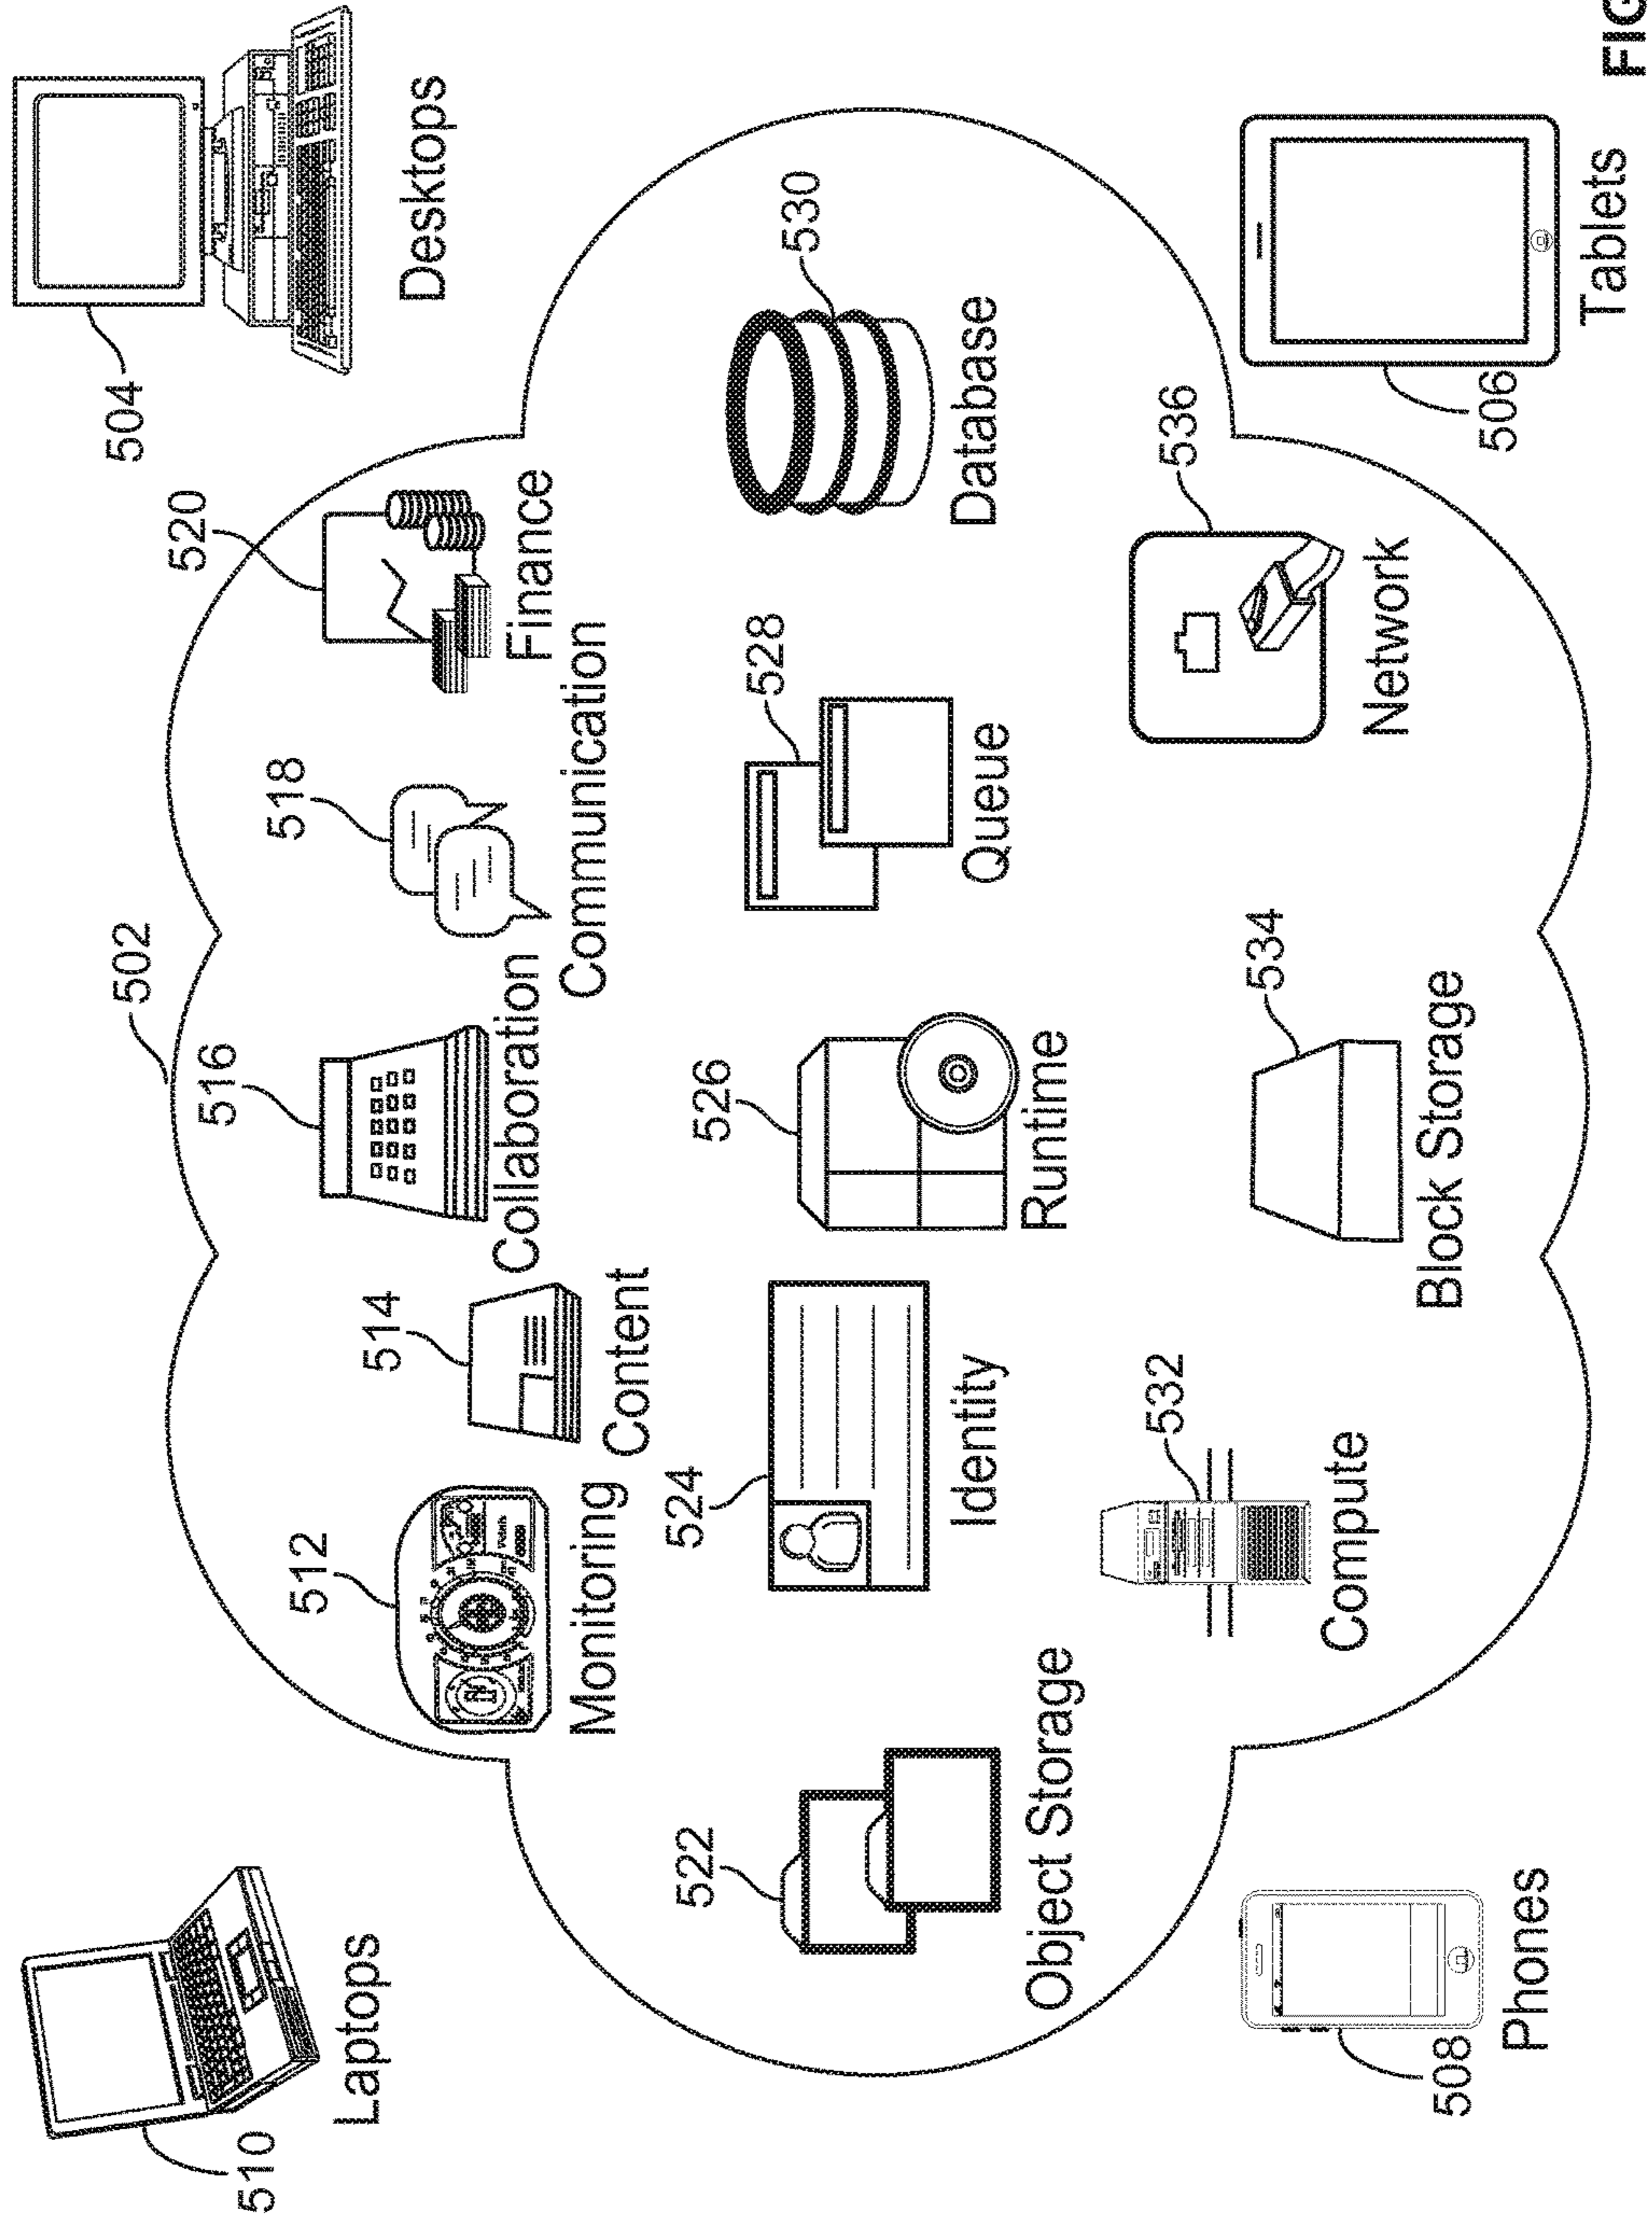 510
Laptops
504
Desktops
502
512
Monitoring
514
Content
516
Collaboration
518
Communication
520
Finance
522
Object Storage
524
Identity
526
Runtime
528
Queue
530
Database
532
Compute
534
Block Storage
536
Network
508
Phones
506
Tablets
FIG